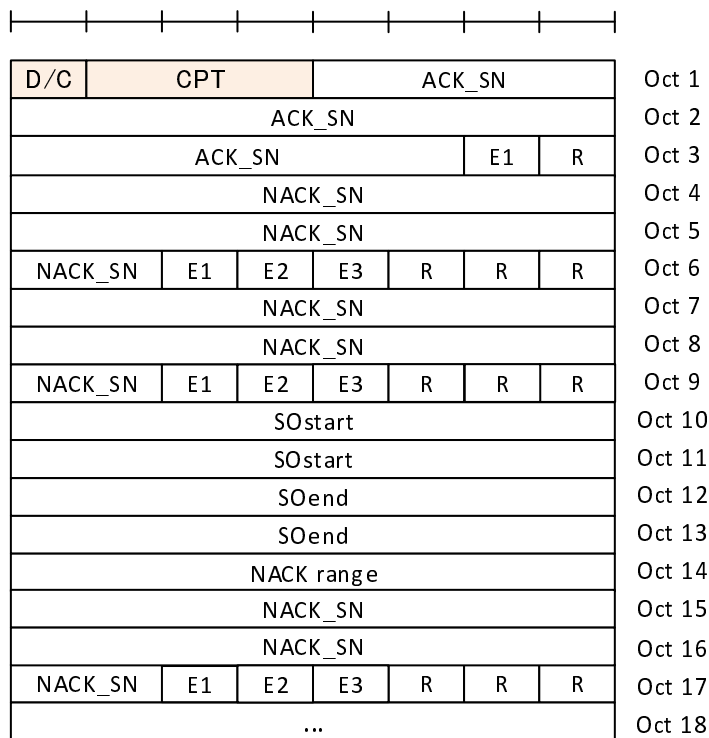 D/C CPT ACK_SN Oct 1
ACK_SN Oct 2
ACK_SN E1 R Oct 3
NACK_SN Oct 4
NACK_SN Oct 5
NACK_SN E1 E2 E3 R R R Oct 6
NACK_SN Oct 7
NACK_SN Oct 8
NACK_SN E1 E2 E3 R R R Oct 9
SOstart Oct 10
SOstart Oct 11
SOend Oct 12
SOend Oct 13
NACK range Oct 14
NACK_SN Oct 15
NACK_SN Oct 16
NACK_SN E1 E2 E3 R R R Oct 17
... Oct 18